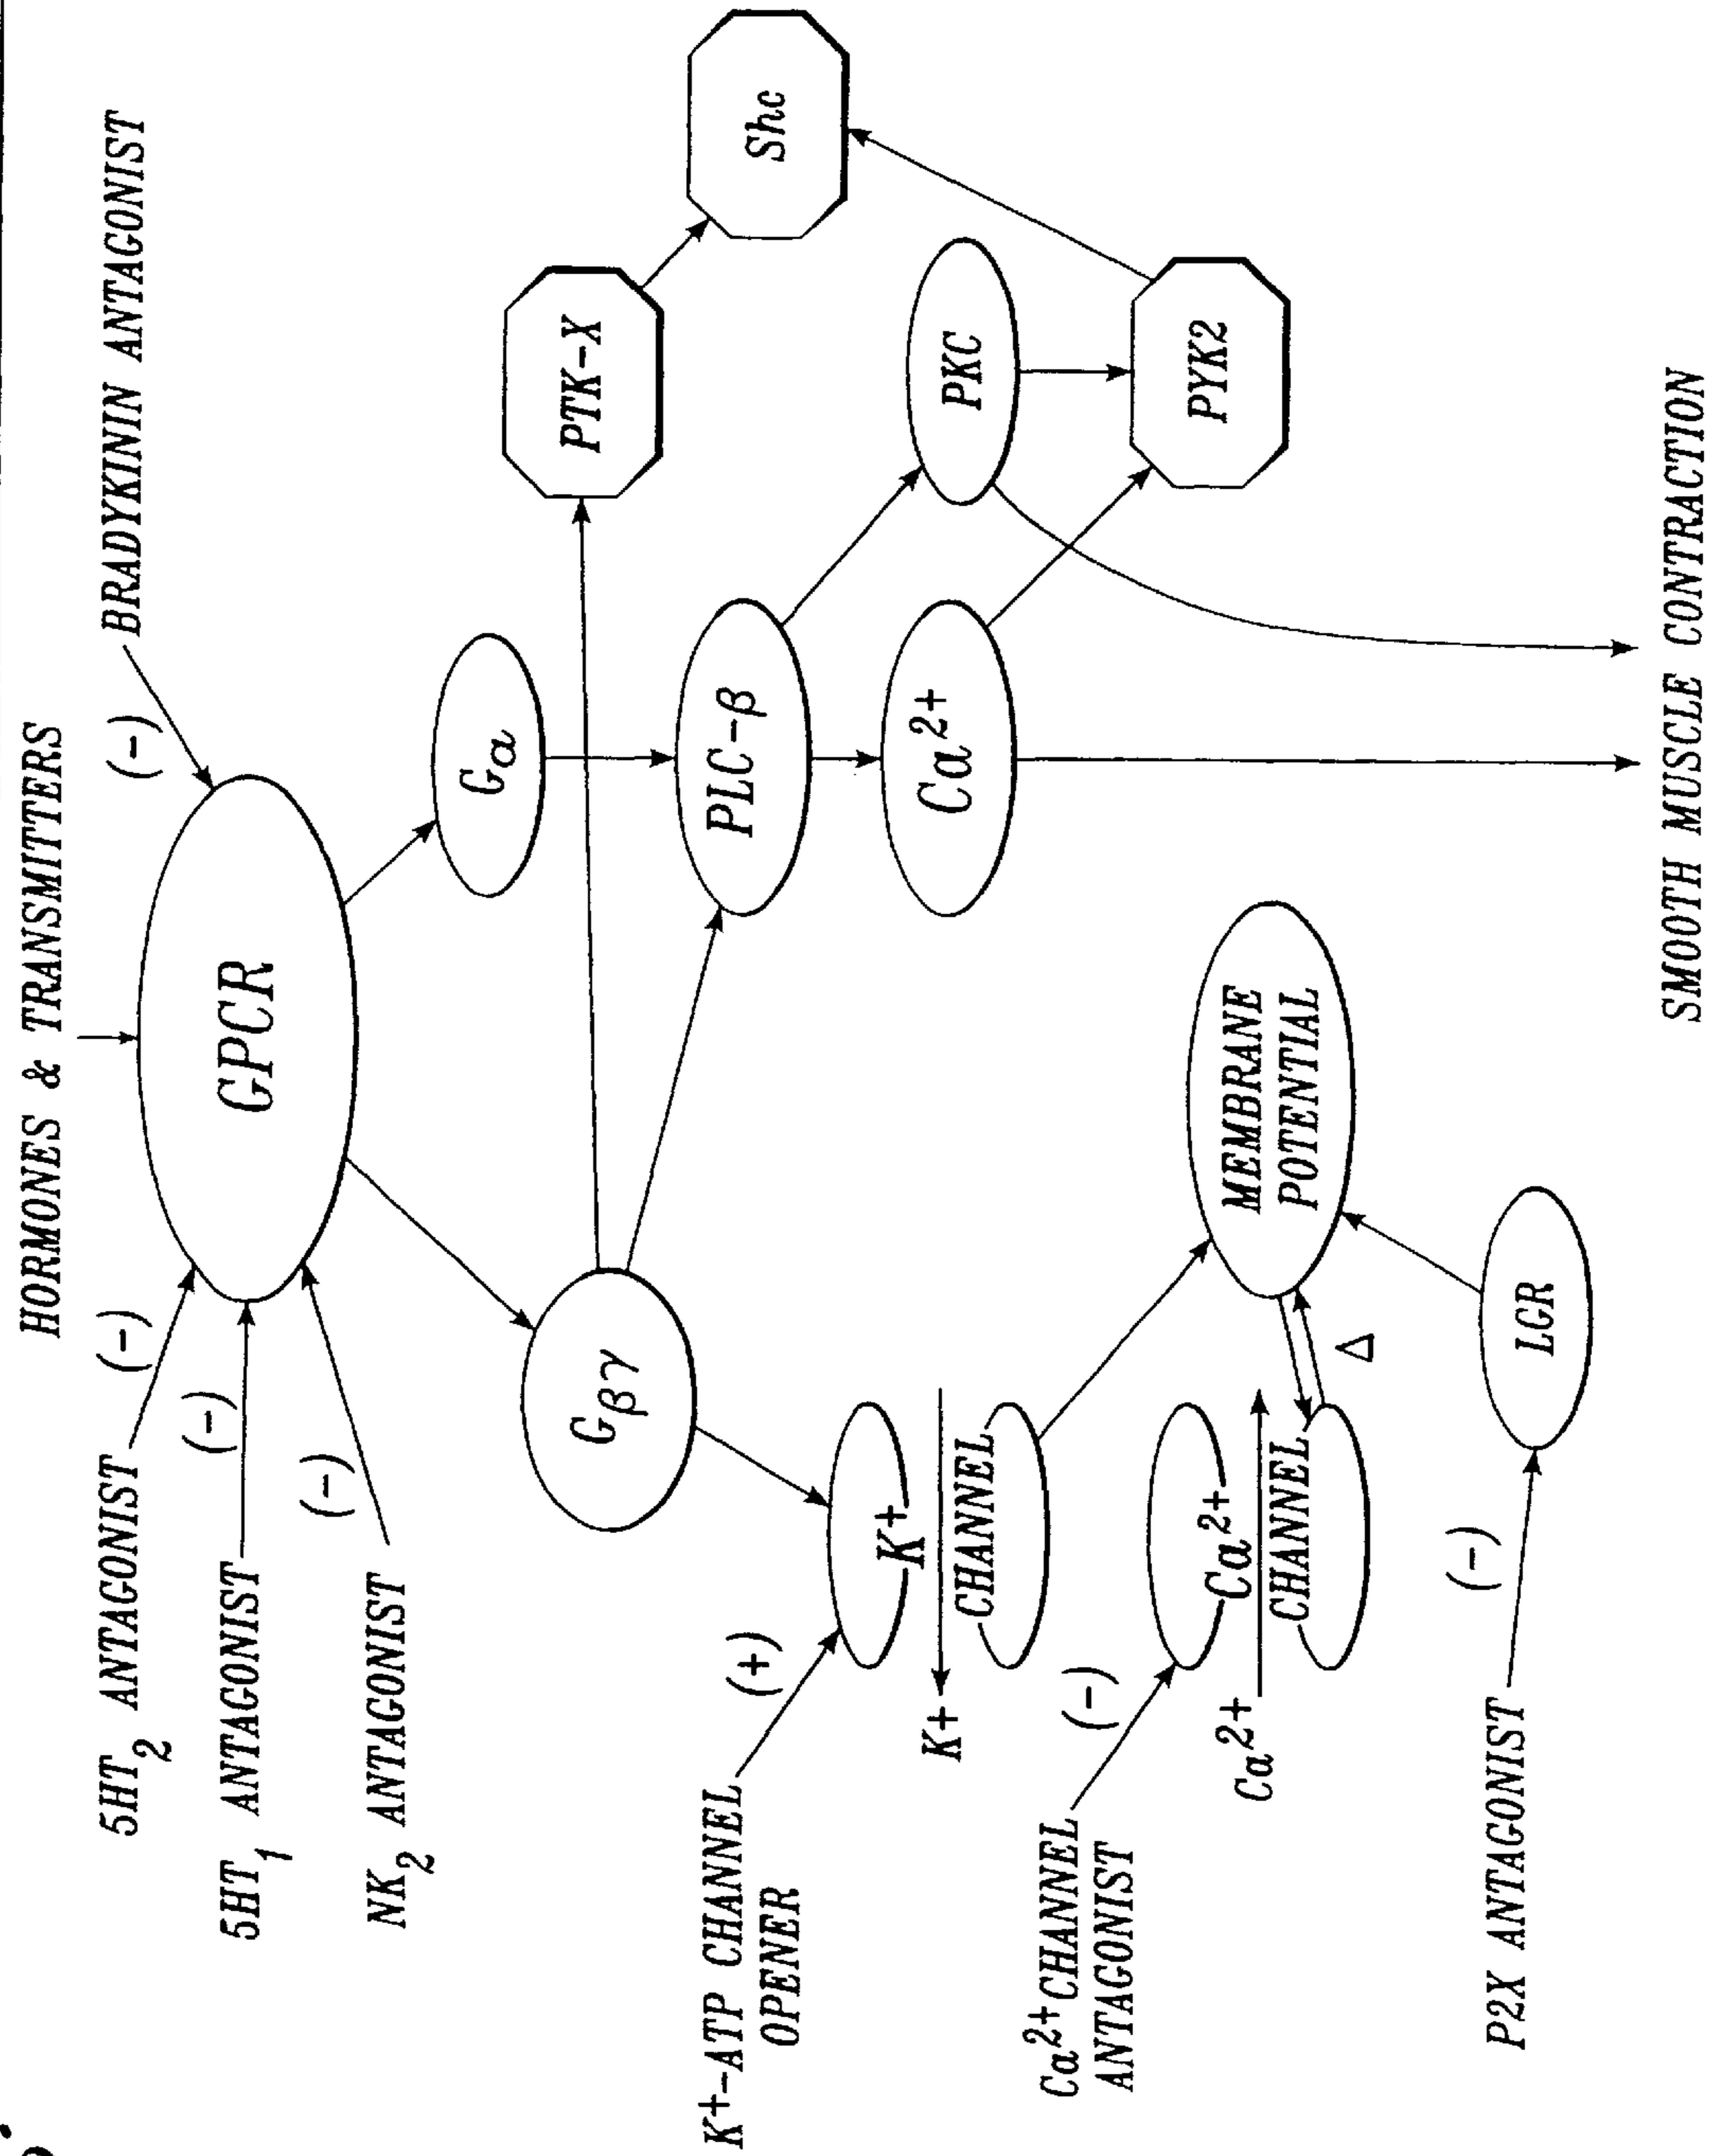 HORMONES & TRANSMITTERS
5HT2 ANTAGONIST
(-)
(-)
BRADYKININ ANTAGONIST
5HT1 ANTAGONIST
(-)
GPCR
NK2 ANTAGONIST
(-)
Gα
Gβγ
PTK-X
Shc
K+-ATP CHANNEL
OPENER
(+)
PLC-β
K+
K+
CHANNEL
Ca2+
PKC
Ca2+CHANNEL
ANTAGONIST
(-)
Ca2+
Ca2+
CHANNEL
MEMBRANE
POTENTIAL
PYK2
Δ
P2X ANTAGONIST
(-)
LGR
SMOOTH MUSCLE CONTRACTION